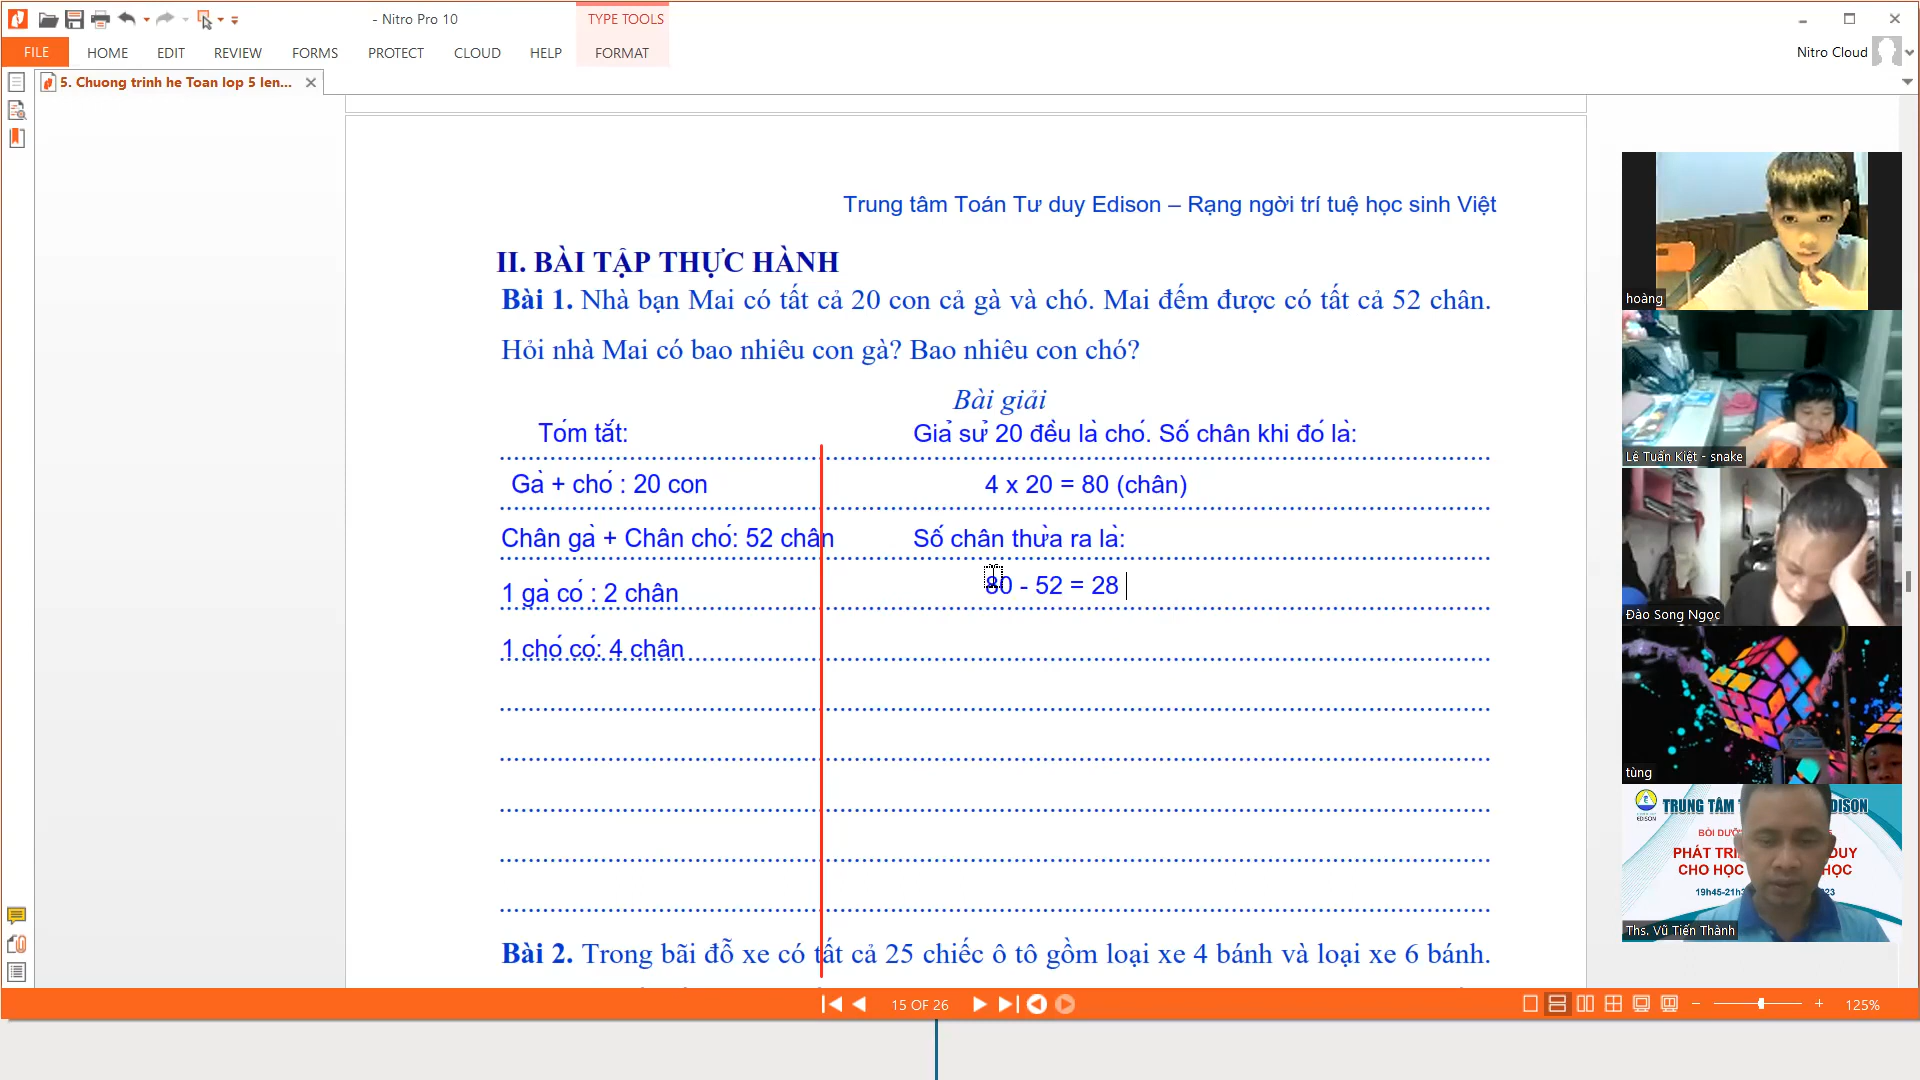 - Nitro Pro 10
TYPE TOOLS
FILE
HOME
EDIT
REVIEW
FORMS
PROTECT
CLOUD
HELP
FORMAT
Nitro Cloud
5. Chuong trinh he Toan lop 5 len...
Trung tâm Toán Tư duy Edison – Rạng ngời trí tuệ học sinh Việt
II. BÀI TẬP THỰC HÀNH
Bài 1. Nhà bạn Mai có tất cả 20 con cả gà và chó. Mai đếm được có tất cả 52 chân.
Hỏi nhà Mai có bao nhiêu con gà? Bao nhiêu con chó?
Bài giải
Tóm tắt:
Gà + chó : 20 con
Chân gà + Chân chó: 52 chân
1 gà có : 2 chân
1 chó có: 4 chân
Giả sử 20 đều là chó. Số chân khi đó là:
4 x 20 = 80 (chân)
Số chân thừa ra là:
80 - 52 = 28
Bài 2. Trong bãi đỗ xe có tất cả 25 chiếc ô tô gồm loại xe 4 bánh và loại xe 6 bánh.
hoàng
Lê Tuấn Kiệt - snake
Đào Song Ngọc
tùng
TRUNG TÂM
EDISON
PHÁT
DUY
CHO HỌC
HỌC
Ths. Vũ Tiến Thành
15 OF 26
125%